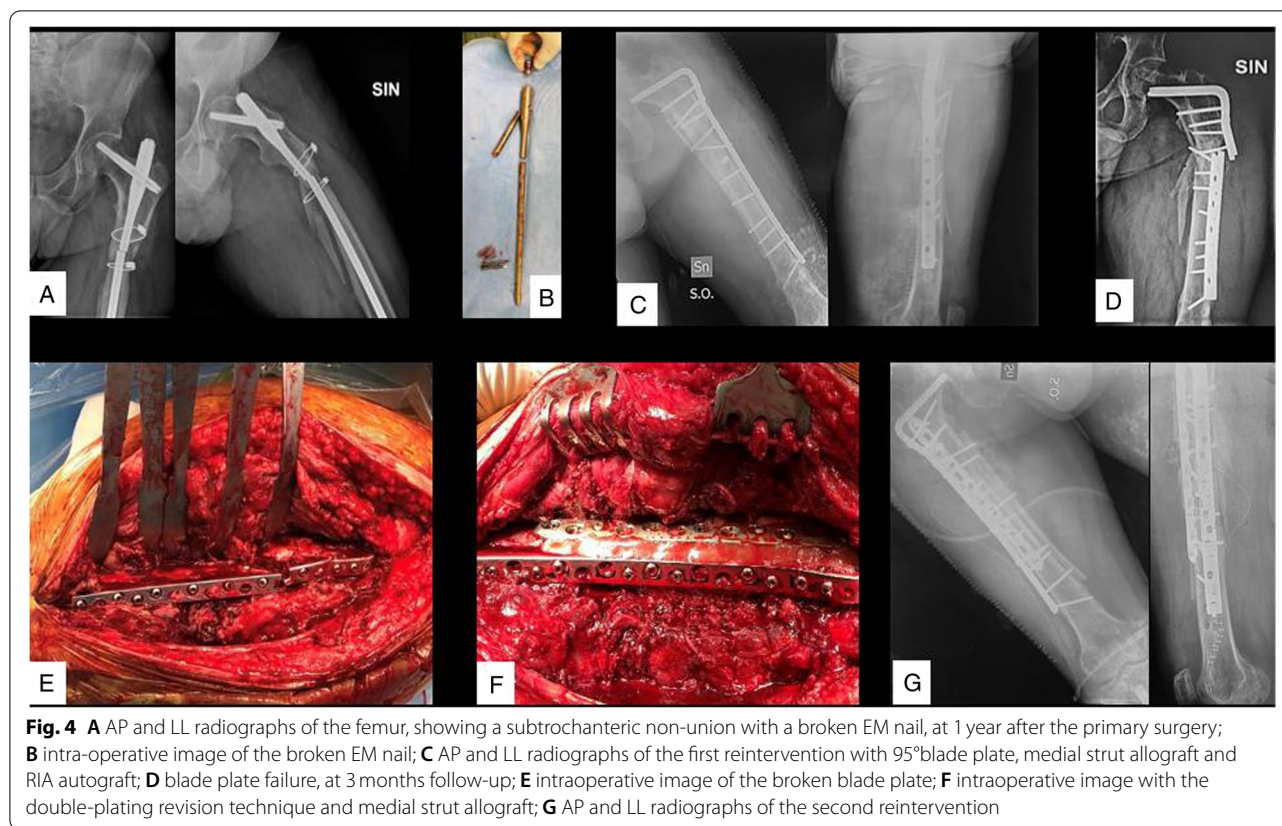 SIN
A
B
Sn
S.O.
C
SIN
D
E
F
Sn
S.O.
G
Fig. 4 A AP and LL radiographs of the femur, showing a subtrochanteric non-union with a broken EM nail, at 1 year after the primary surgery;
B intra-operative image of the broken EM nail; C AP and LL radiographs of the first reintervention with 95°blade plate, medial strut allograft and
RIA autograft; D blade plate failure, at 3 months follow-up; E intraoperative image of the broken blade plate; F intraoperative image with the
double-plating revision technique and medial strut allograft; G AP and LL radiographs of the second reintervention